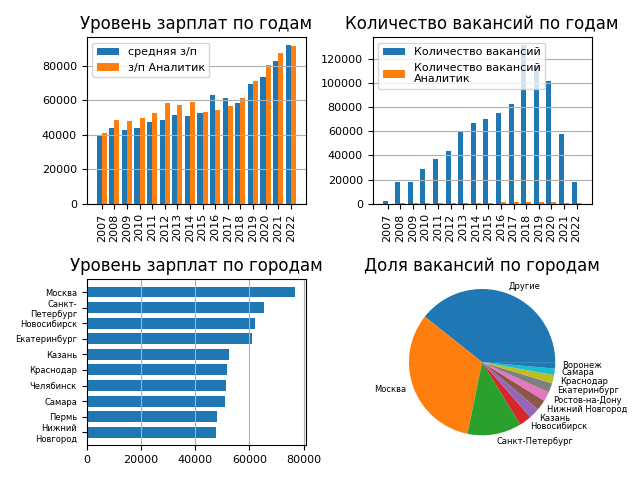 Уровень зарплат по годам
средняя з/п
з/п Аналитик
80000
60000
40000
20000
0
2007 2008 2009 2010 2011 2012 2013 2014 2015 2016 2017 2018 2019 2020 2021 2022
Количество вакансий по годам
Количество вакансий
Количество вакансий
Аналитик
120000
100000
80000
60000
40000
20000
0
2007 2008 2009 2010 2011 2012 2013 2014 2015 2016 2017 2018 2019 2020 2021 2022
Уровень зарплат по городам
Москва
Санкт-
Петербург
Новосибирск
Екатеринбург
Казань
Краснодар
Челябинск
Самара
Пермь
Нижний
Новгород
0 20000 40000 60000 80000
Доля вакансий по городам
Другие
Москва
Санкт-Петербург
Новосибирск
Казань
Нижний Новгород
Ростов-на-Дону
Екатеринбург
Краснодар
Самара
Воронеж